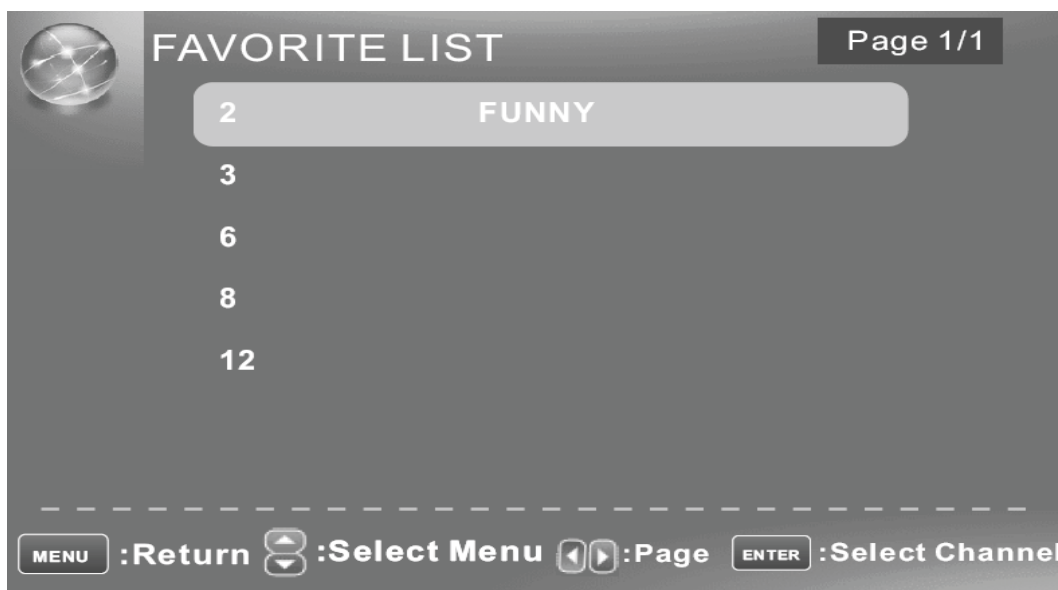 FAVORITE LIST Page 1/1
2 FUNNY
3
6
8
12
MENU :Return :Select Menu :Page ENTER :Select Channel